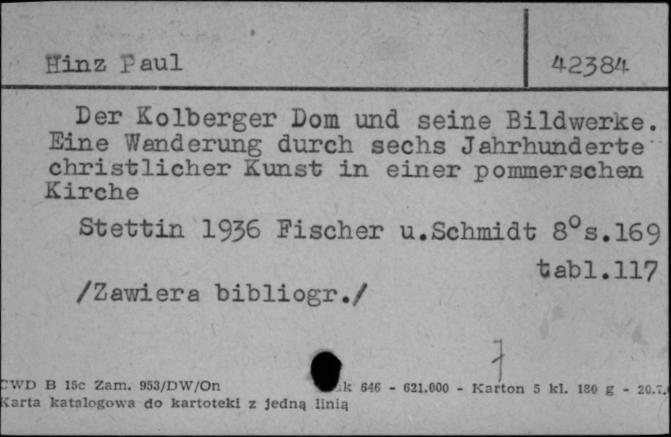 Hinz Paul 42384
Der Kolberger Dom und seine Bildwerke.
Eine Wanderung durch sechs Jahrhunderte
christlicher Kunst in einer pommerschen
Kirche
Stettin 1936 Fischer u.Schmidt 8°s.169
tabl.117
/Zawiera bibliogr./
7
CWD B 15c Zam. 953/DW/On k 646 - 621.000 - Karton 5 kl. 180 g - 20.7.
Karta katalogowa do kartoteki z jedną linią